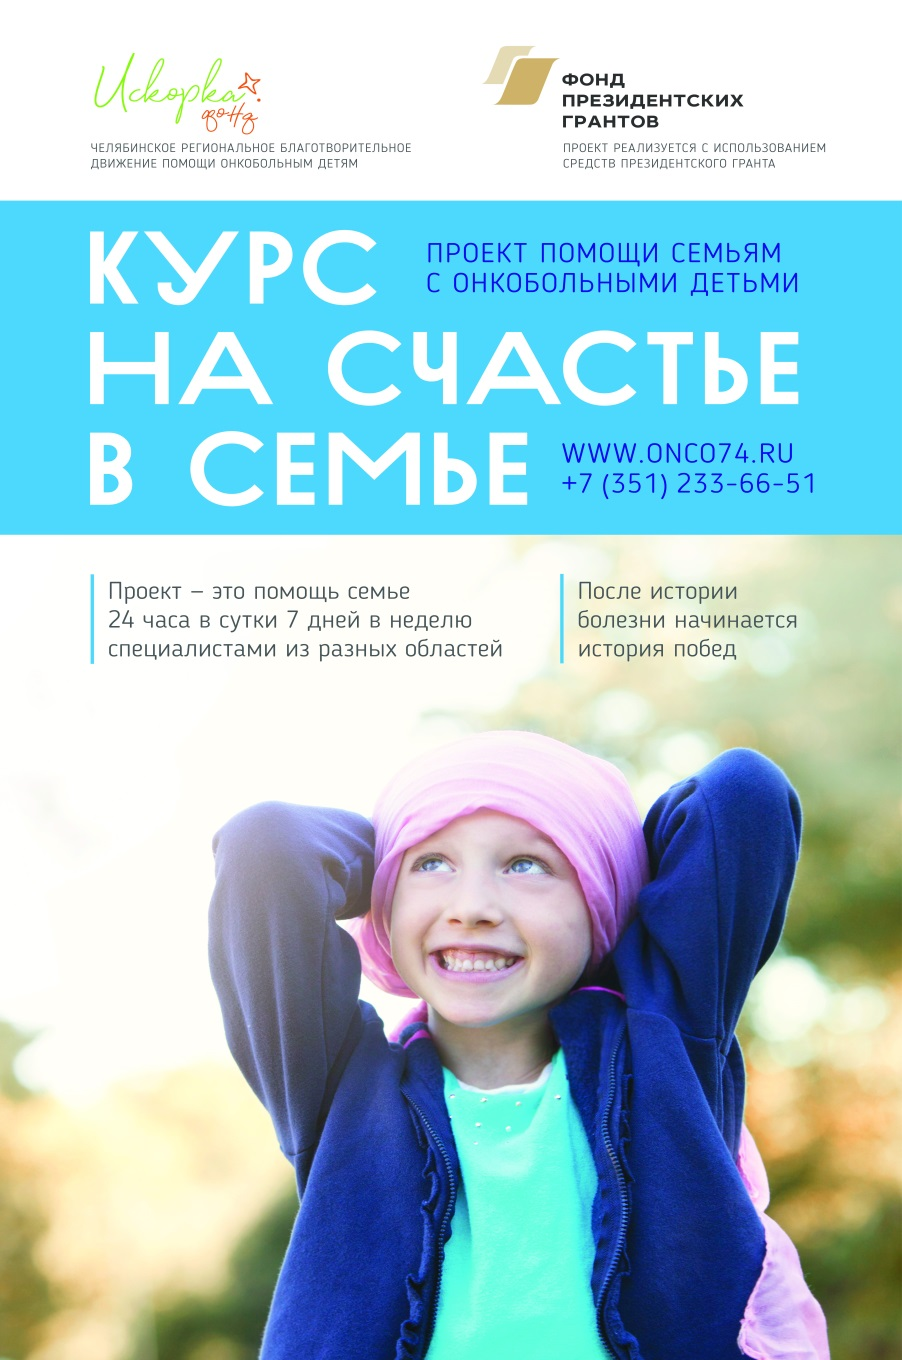 Искорка
фонд
ЧЕЛЯБИНСКОЕ РЕГИОНАЛЬНОЕ БЛАГОТВОРИТЕЛЬНОЕ
ДВИЖЕНИЕ ПОМОЩИ ОНКОБОЛЬНЫМ ДЕТЯМ
ФОНД
ПРЕЗИДЕНТСКИХ
ГРАНТОВ
ПРОЕКТ РЕАЛИЗУЕТСЯ С ИСПОЛЬЗОВАНИЕМ
СРЕДСТВ ПРЕЗИДЕНТСКОГО ГРАНТА
КУРС
НА СЧАСТЬЕ
В СЕМЬЕ
ПРОЕКТ ПОМОЩИ СЕМЬЯМ
С ОНКОБОЛЬНЫМИ ДЕТЬМИ
WWW.ONCO74.RU
+7 (351) 233-66-51
Проект – это помощь семье
24 часа в сутки 7 дней в неделю
специалистами из разных областей
После истории
болезни начинается
история побед